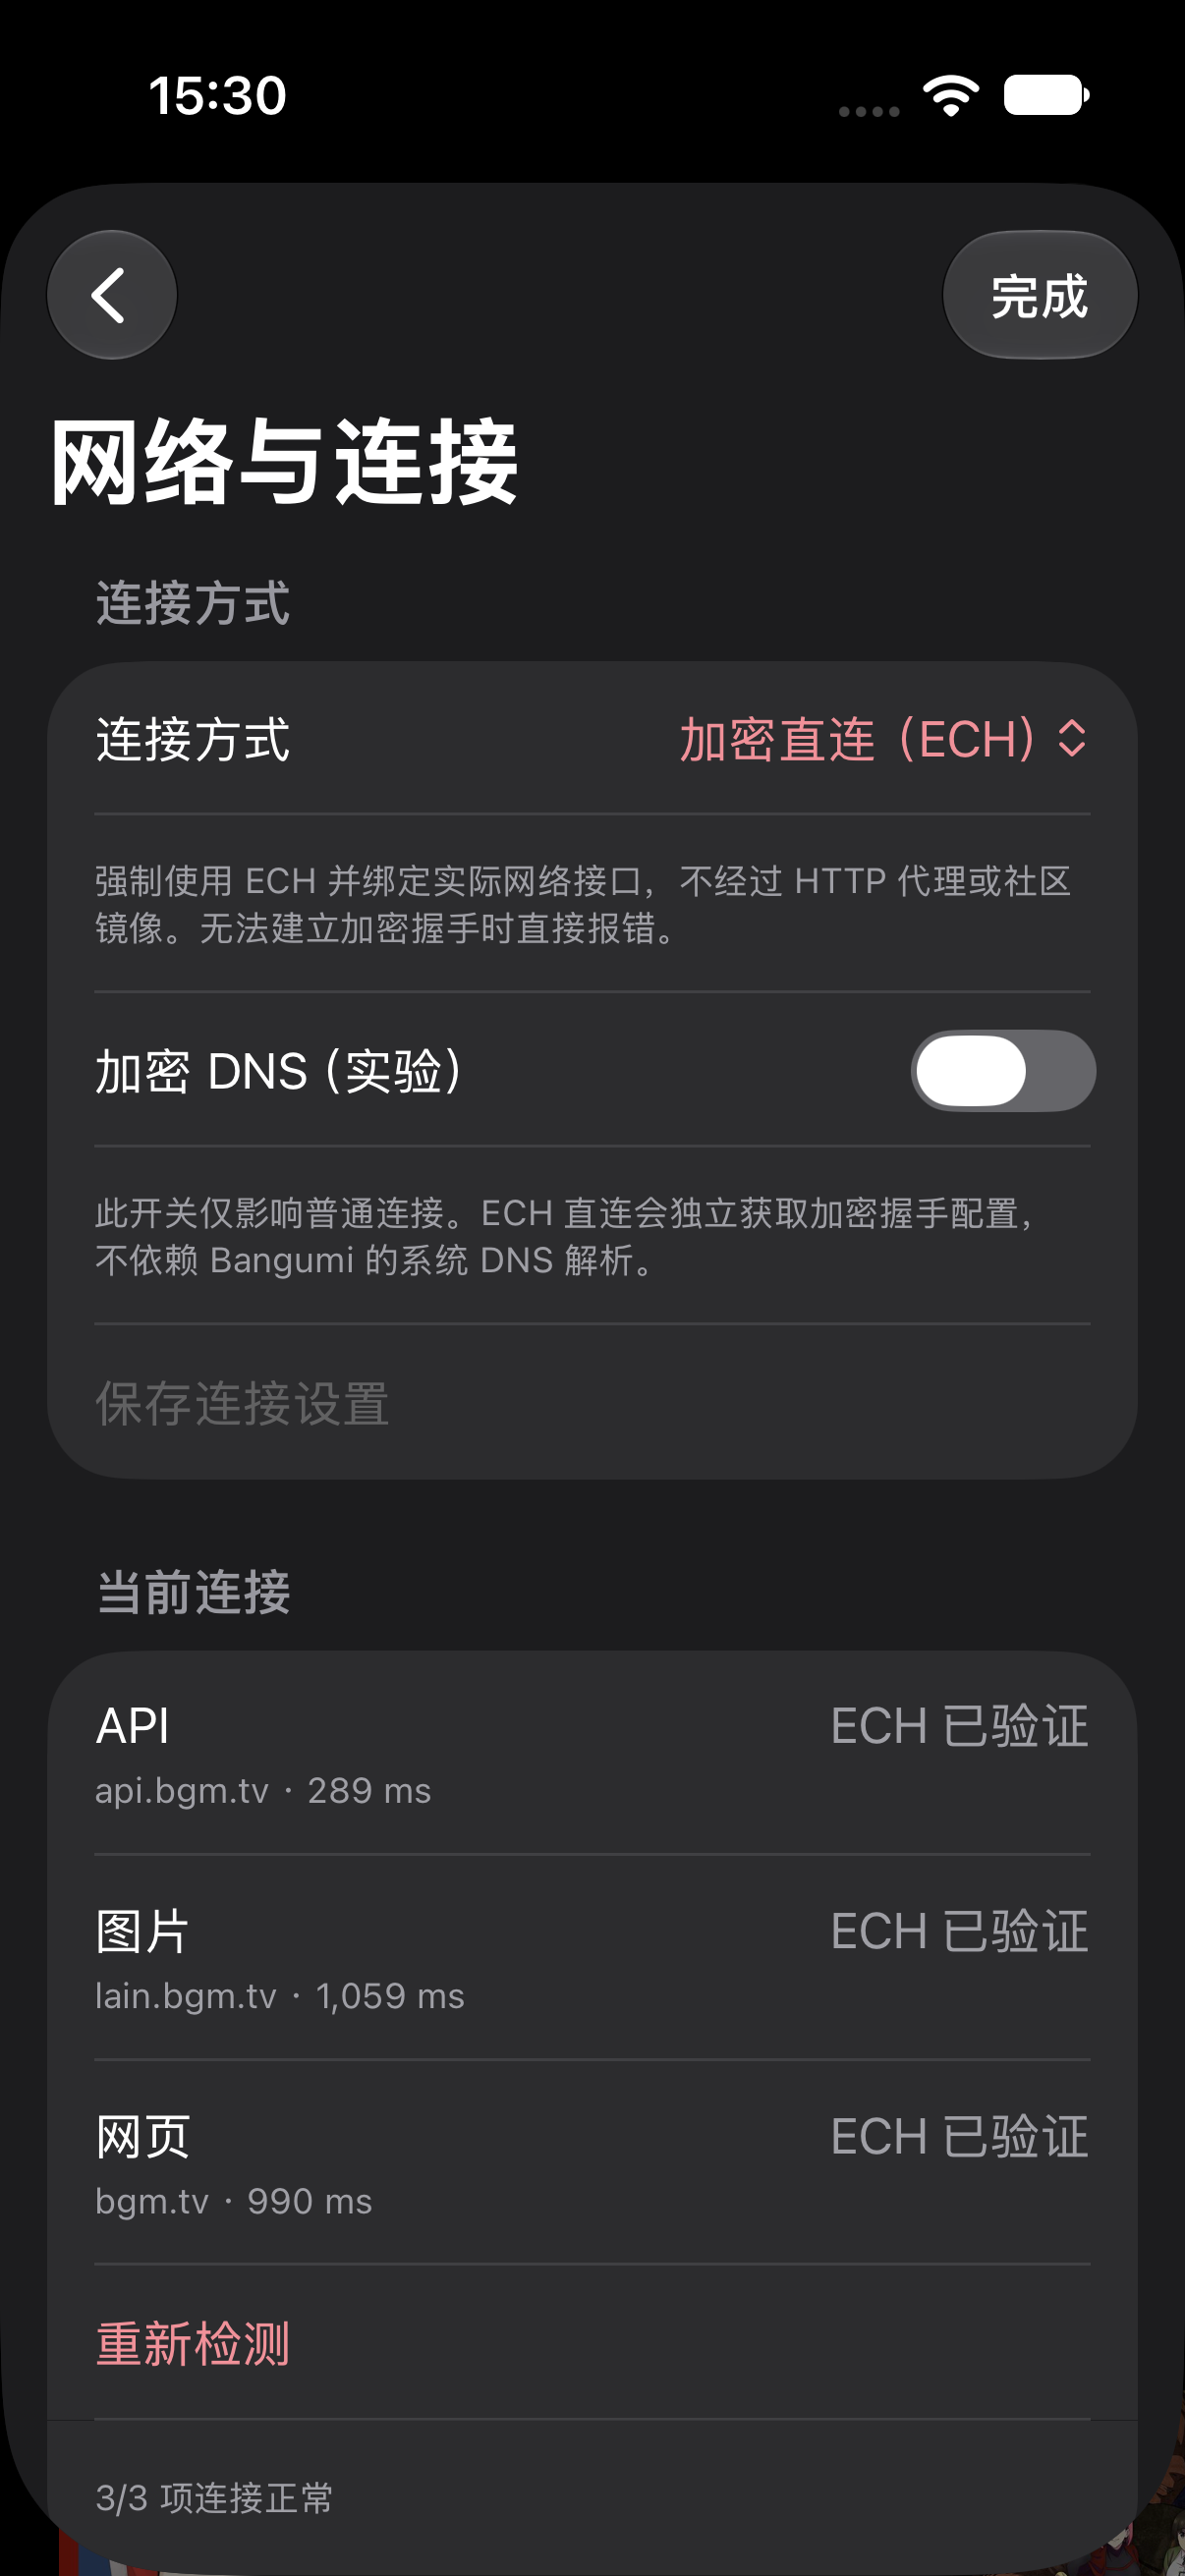 15:30
完成
网络与连接
连接方式
连接方式 加密直连（ECH）
强制使用 ECH 并绑定实际网络接口，不经过 HTTP 代理或社区
镜像。无法建立加密握手时直接报错。
加密 DNS（实验）
此开关仅影响普通连接。ECH 直连会独立获取加密握手配置，
不依赖 Bangumi 的系统 DNS 解析。
保存连接设置
当前连接
API ECH 已验证
api.bgm.tv · 289 ms
图片 ECH 已验证
lain.bgm.tv · 1,059 ms
网页 ECH 已验证
bgm.tv · 990 ms
重新检测
3/3 项连接正常